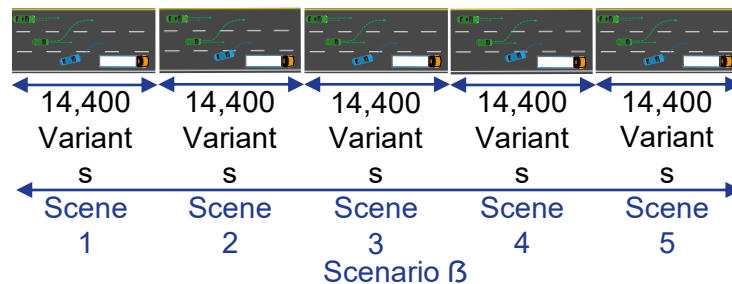 14,400 14,400 14,400 14,400 14,400
Variant Variant Variant Variant Variant
s s s s s
Scene Scene Scene Scene Scene
1 2 3 4 5
Scenario ß